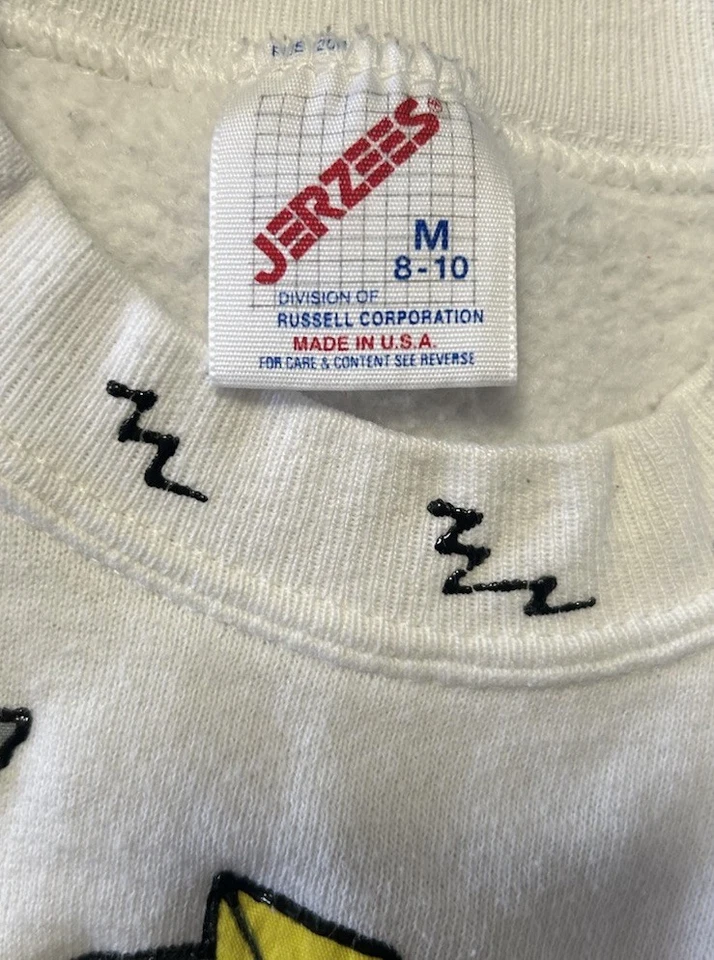 JERZEES®
M
8-10
DIVISION OF
RUSSELL CORPORATION
MADE IN U.S.A.
FOR CARE & CONTENT SEE REVERSE